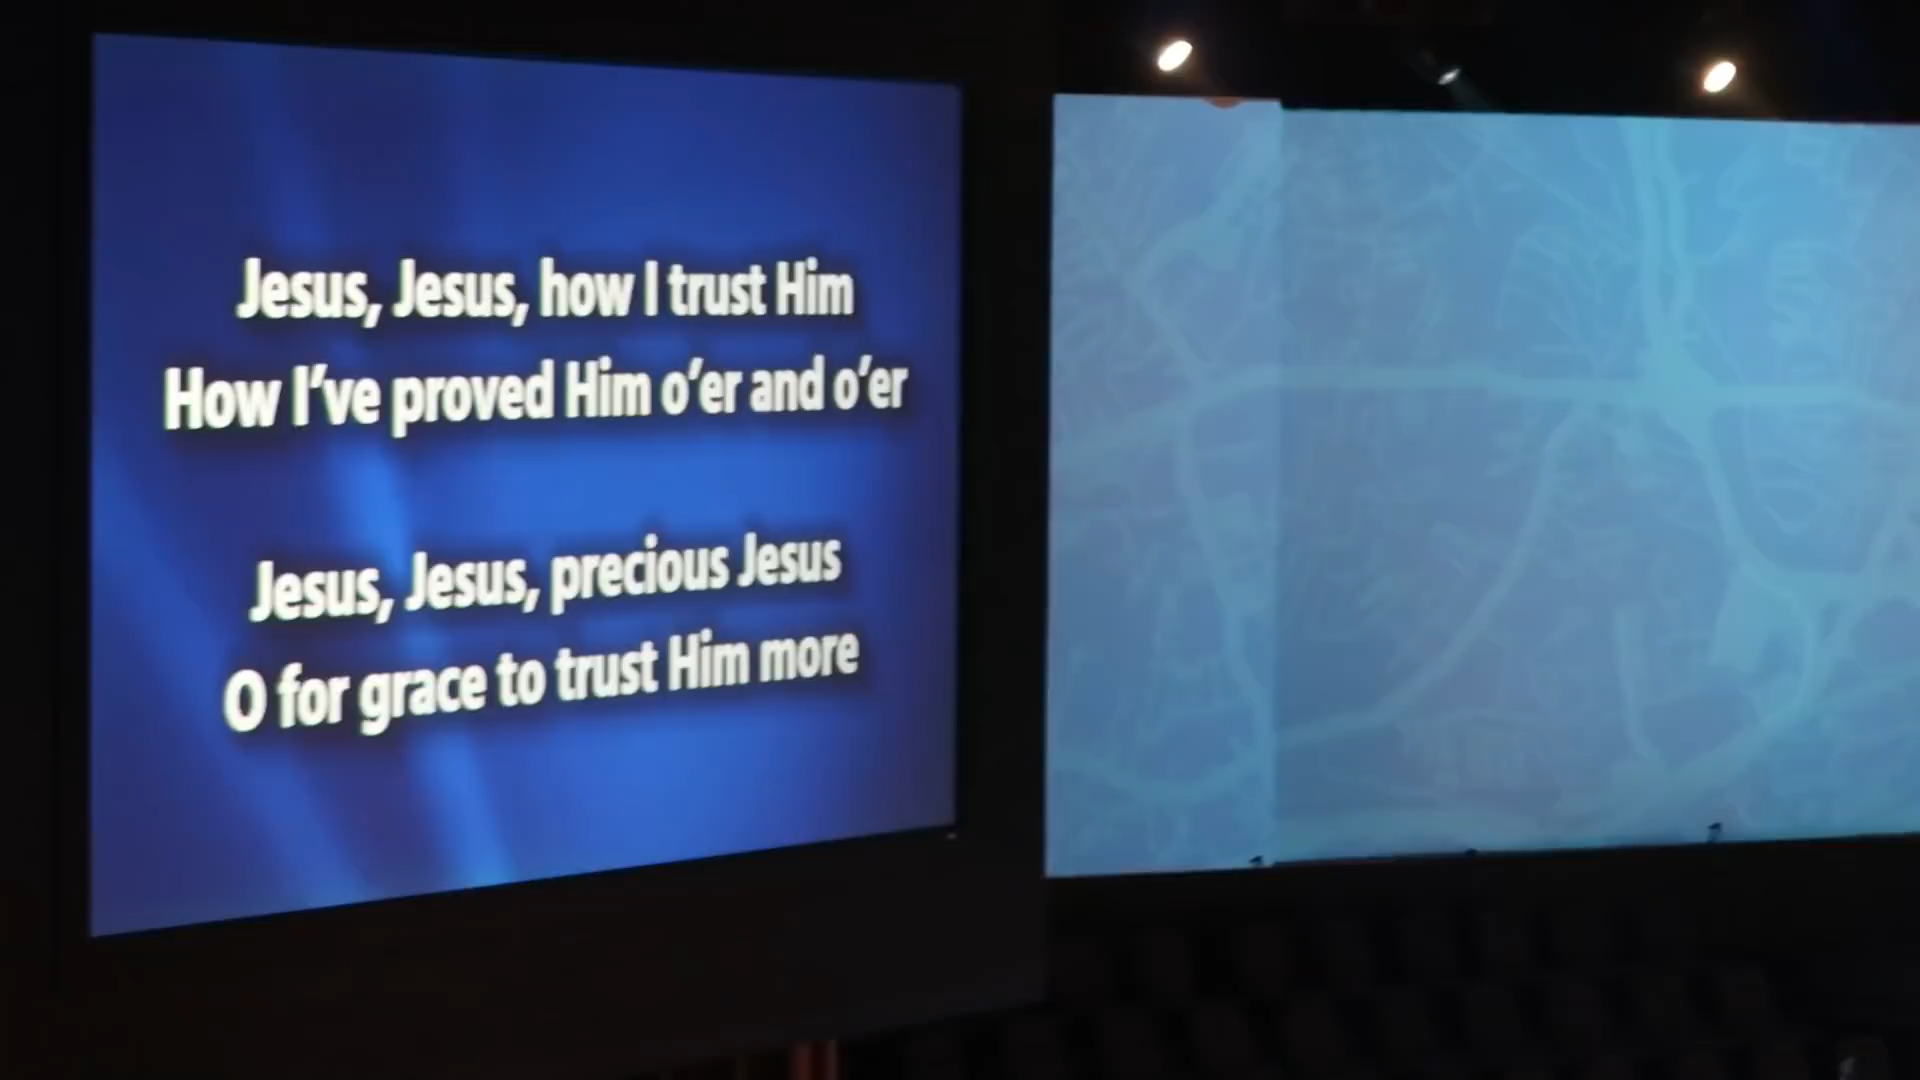 Jesus, Jesus, how I trust Him
How I've proved Him o'er and o'er
Jesus, Jesus, precious Jesus
O for grace to trust Him more